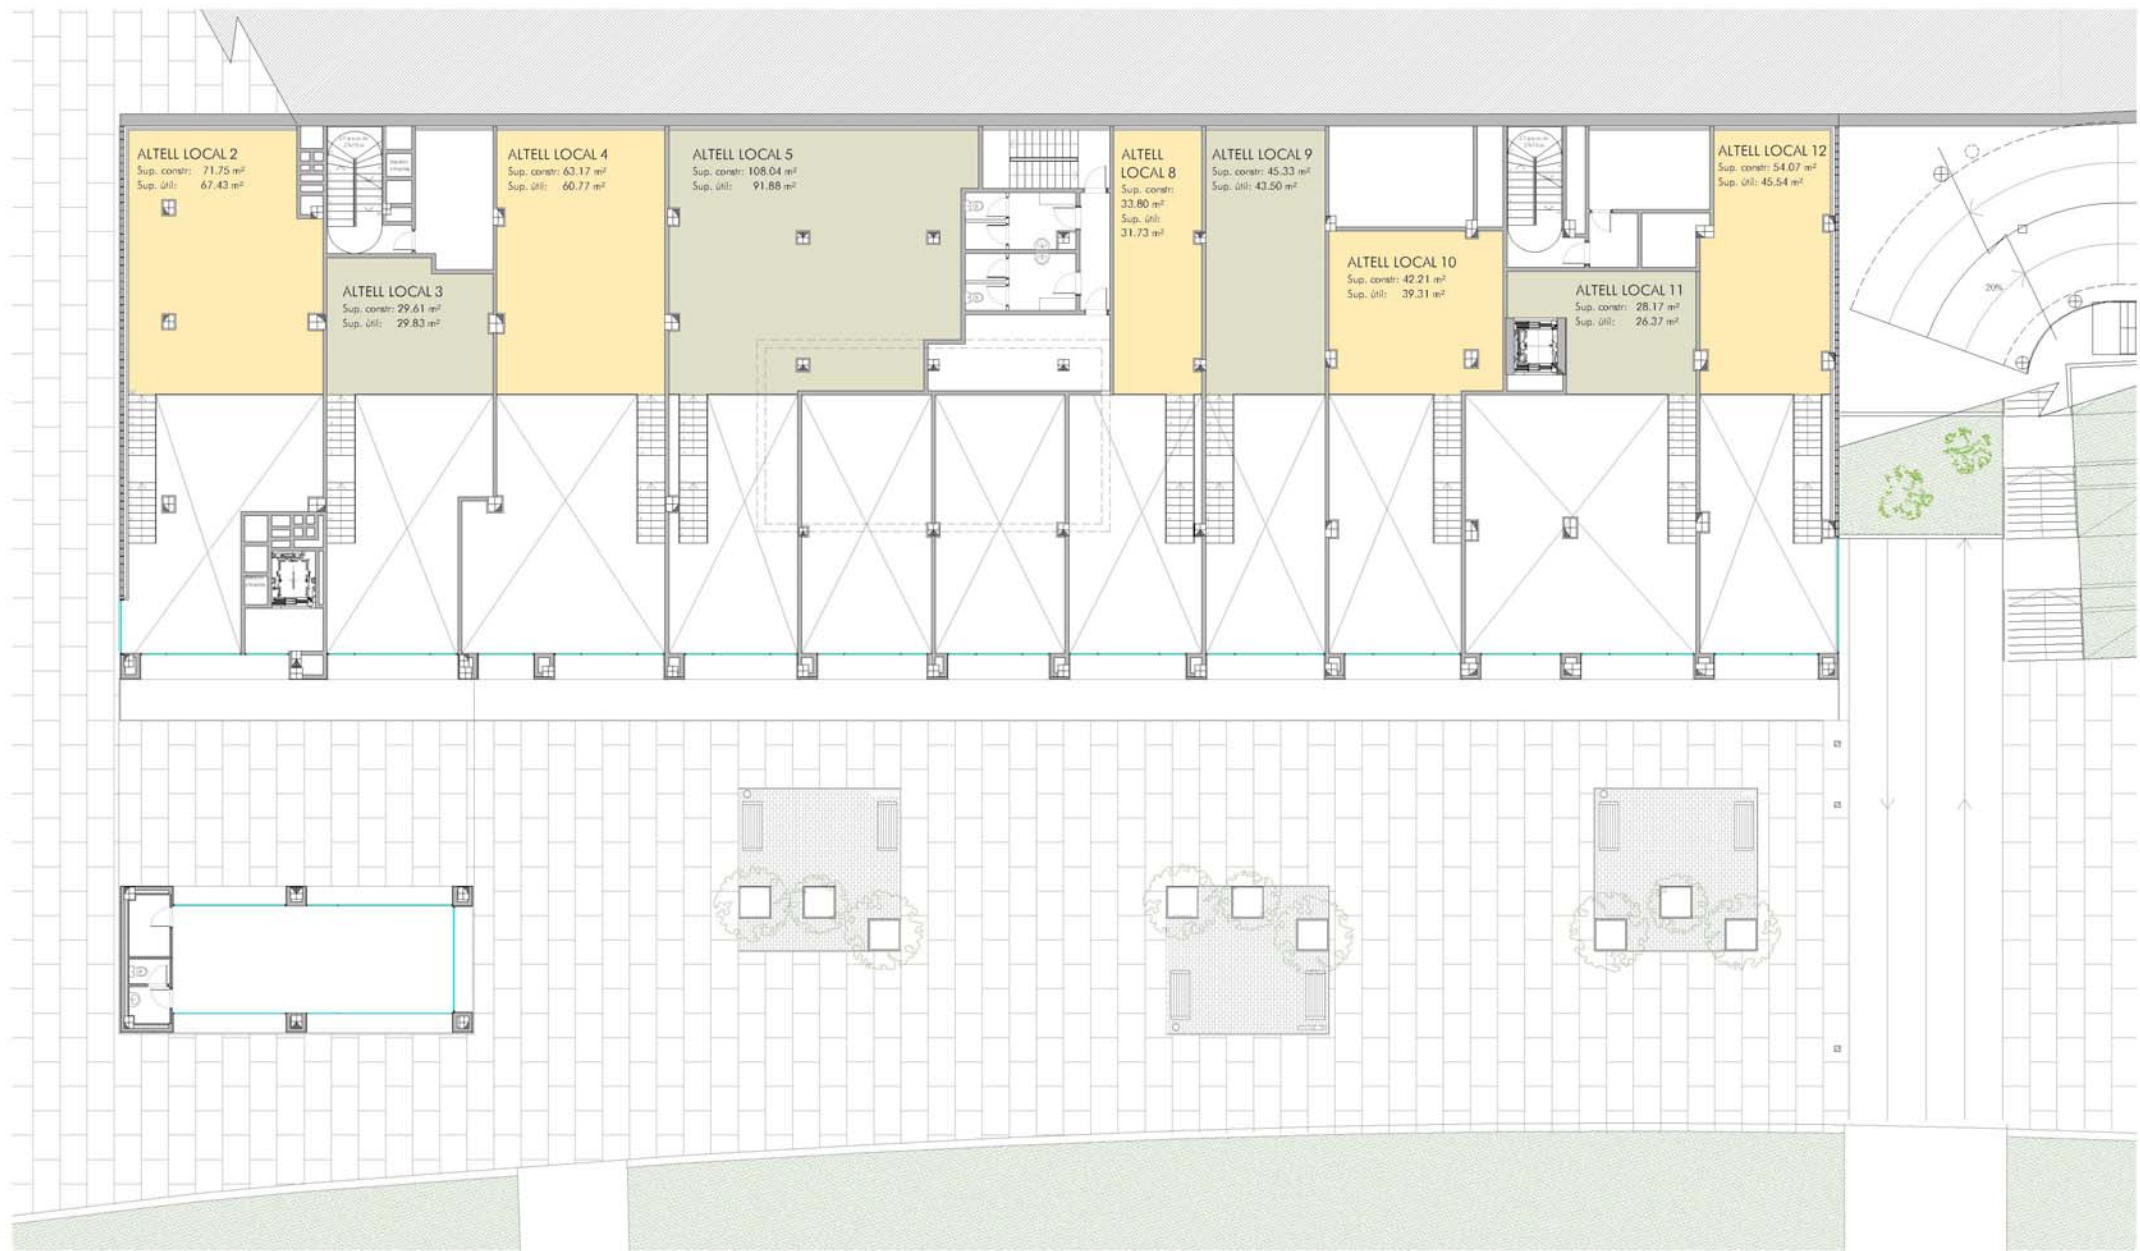 ALTELL LOCAL 2
Sup. constr: 71.75 m²
Sup. útil: 67.43 m²
ALTELL LOCAL 3
Sup. constr: 29.61 m²
Sup. útil: 29.83 m²
ALTELL LOCAL 4
Sup. constr: 63.17 m²
Sup. útil: 60.77 m²
ALTELL LOCAL 5
Sup. constr: 108.04 m²
Sup. útil: 91.88 m²
ALTELL
LOCAL 8
Sup. constr:
33.80 m²
Sup. útil:
31.73 m²
ALTELL LOCAL 9
Sup. constr: 45.33 m²
Sup. útil: 43.50 m²
ALTELL LOCAL 10
Sup. constr: 42.21 m²
Sup. útil: 39.31 m²
ALTELL LOCAL 11
Sup. constr: 28.17 m²
Sup. útil: 26.37 m²
ALTELL LOCAL 12
Sup. constr: 54.07 m²
Sup. útil: 45.54 m²
20%